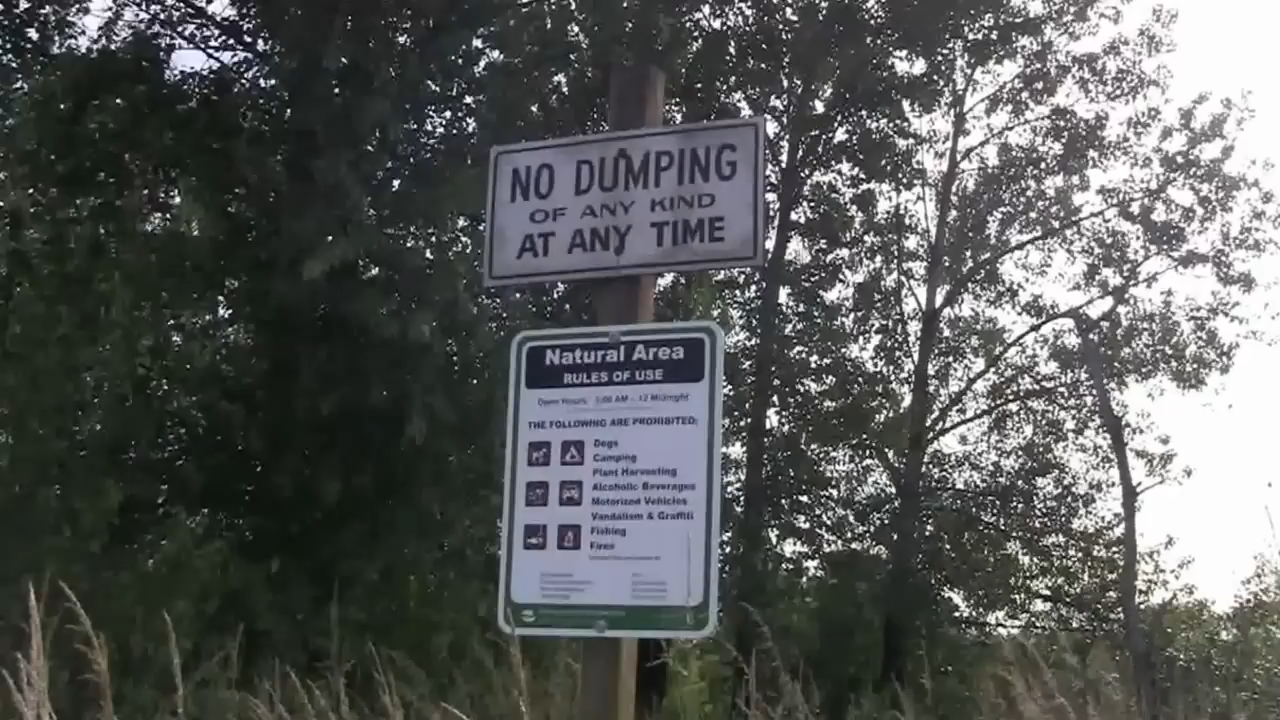 NO DUMPING
OF ANY KIND
AT ANY TIME
Natural Area
RULES OF USE
Open Hours: 5:00 AM - 12 Midnight
THE FOLLOWING ARE PROHIBITED:
Dogs
Camping
Plant Harvesting
Alcoholic Beverages
Motorized Vehicles
Vandalism & Graffiti
Fishing
Fires